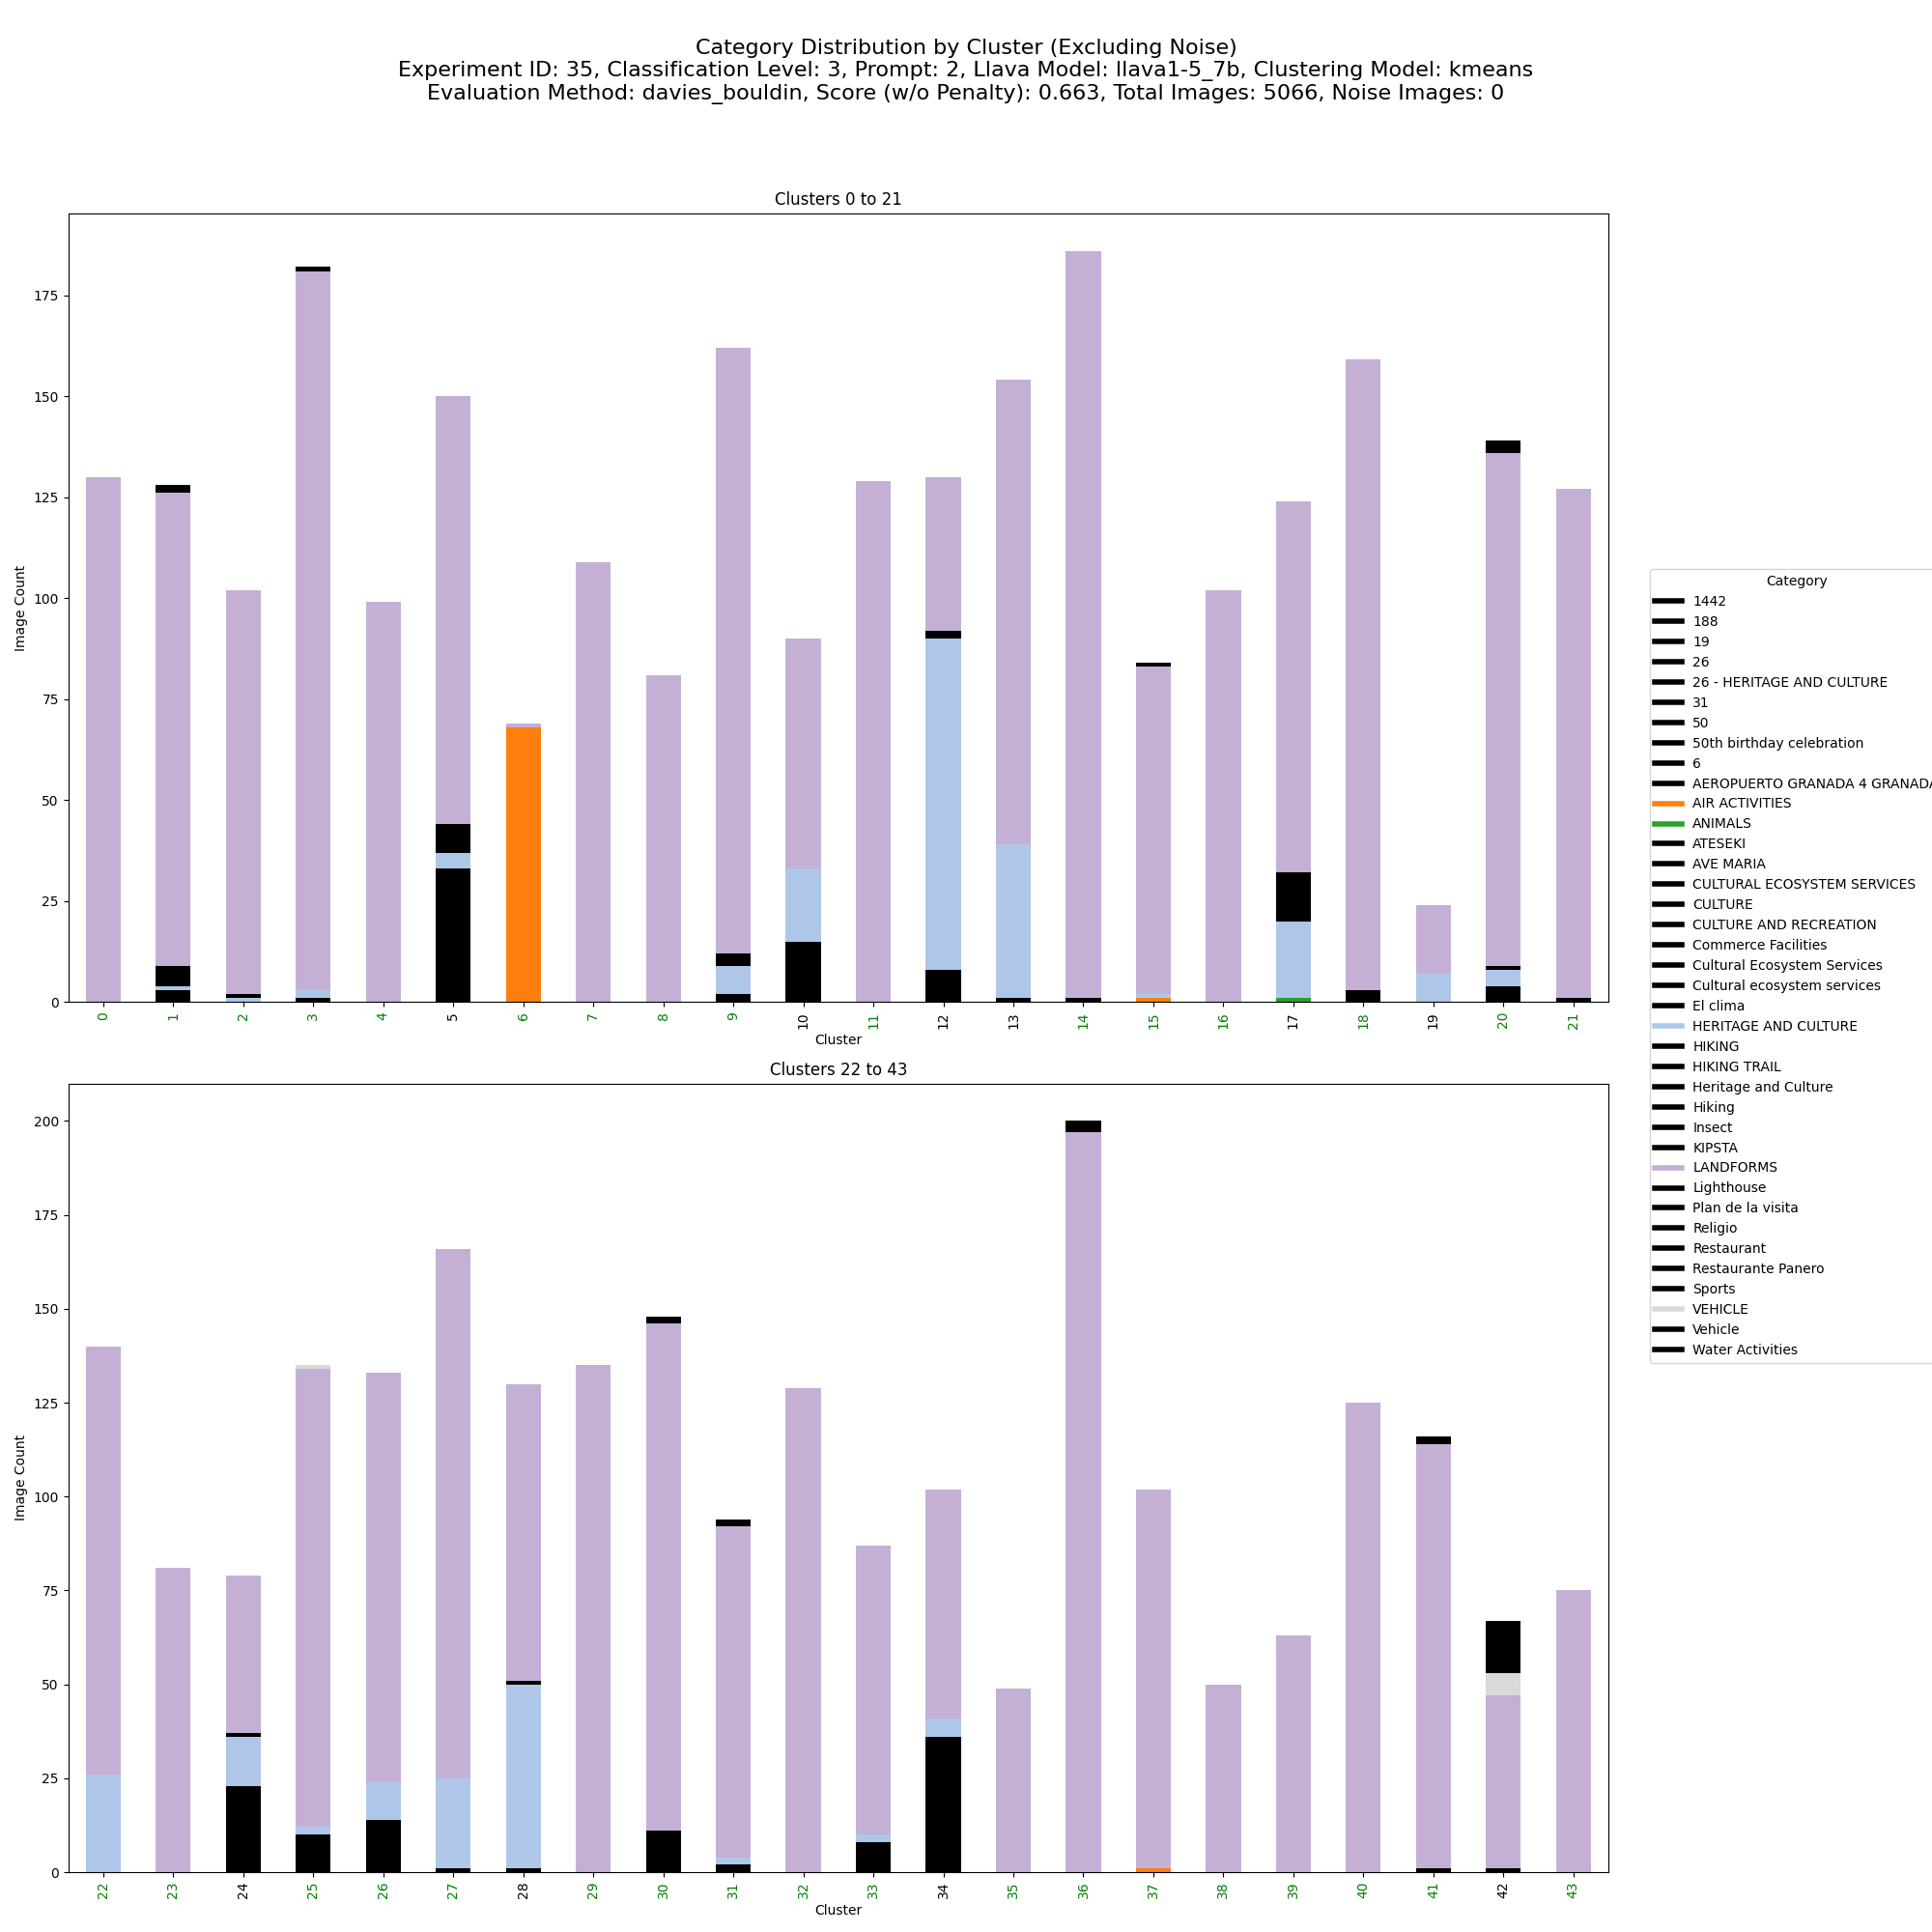 Category Distribution by Cluster (Excluding Noise)
Experiment ID: 35, Classification Level: 3, Prompt: 2, Llava Model: llava1-5_7b, Clustering Model: kmeans
Evaluation Method: davies_bouldin, Score (w/o Penalty): 0.663, Total Images: 5066, Noise Images: 0
Clusters 0 to 21
Image Count
175
150
125
100
75
50
25
0
0 1 2 3 4 5 6 7 8 9 10 11 12 13 14 15 16 17 18 19 20 21
Cluster
Clusters 22 to 43
Image Count
200
175
150
125
100
75
50
25
0
22 23 24 25 26 27 28 29 30 31 32 33 34 35 36 37 38 39 40 41 42 43
Cluster
Category
1442
188
19
26
26 - HERITAGE AND CULTURE
31
50
50th birthday celebration
6
AEROPUERTO GRANADA 4 GRANADA
AIR ACTIVITIES
ANIMALS
ATESEKI
AVE MARIA
CULTURAL ECOSYSTEM SERVICES
CULTURE
CULTURE AND RECREATION
Commerce Facilities
Cultural Ecosystem Services
Cultural ecosystem services
El clima
HERITAGE AND CULTURE
HIKING
HIKING TRAIL
Heritage and Culture
Hiking
Insect
KIPSTA
LANDFORMS
Lighthouse
Plan de la visita
Religio
Restaurant
Restaurante Panero
Sports
VEHICLE
Vehicle
Water Activities